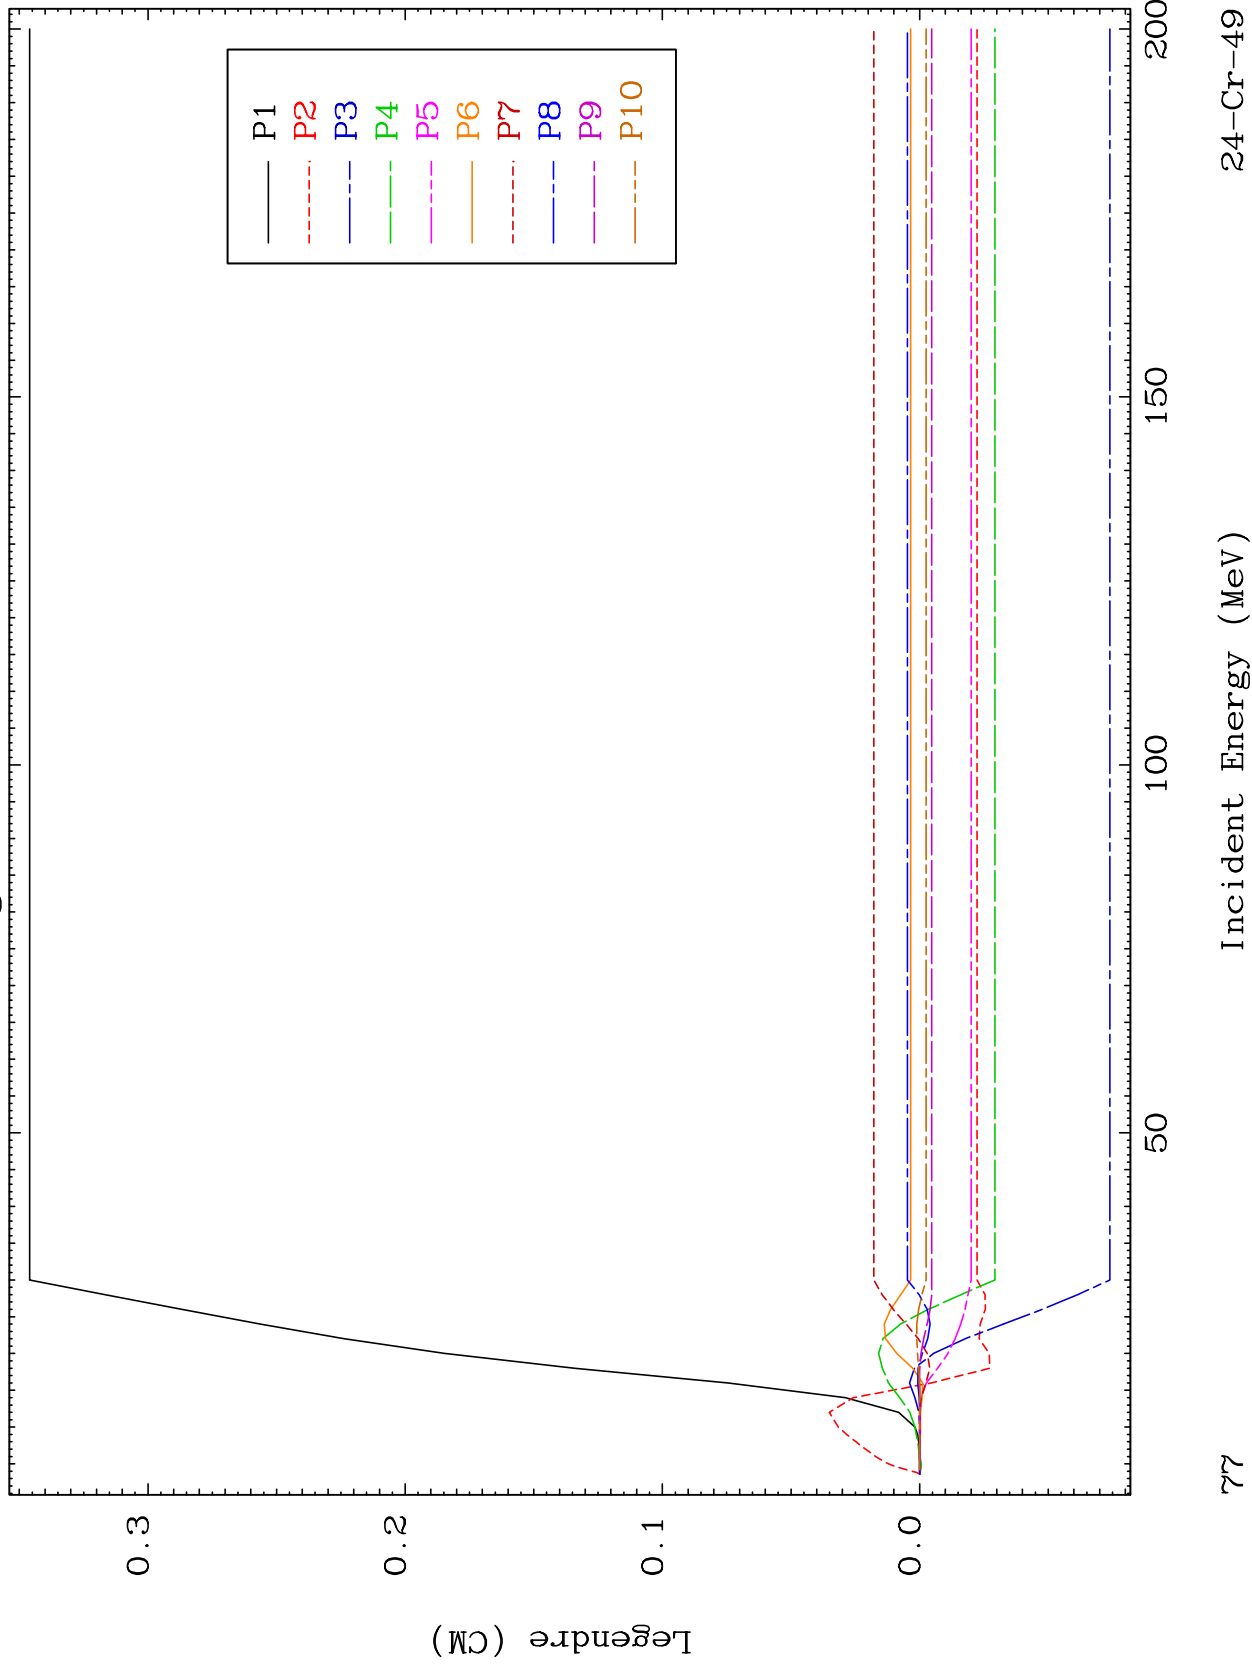 Legendre (CM)
0.3
0.2
0.1
0.0
P1
P2
P3
P4
P5
P6
P7
P8
P9
P10
50
100
150
200
Incident Energy (MeV)
77
24-Cr-49